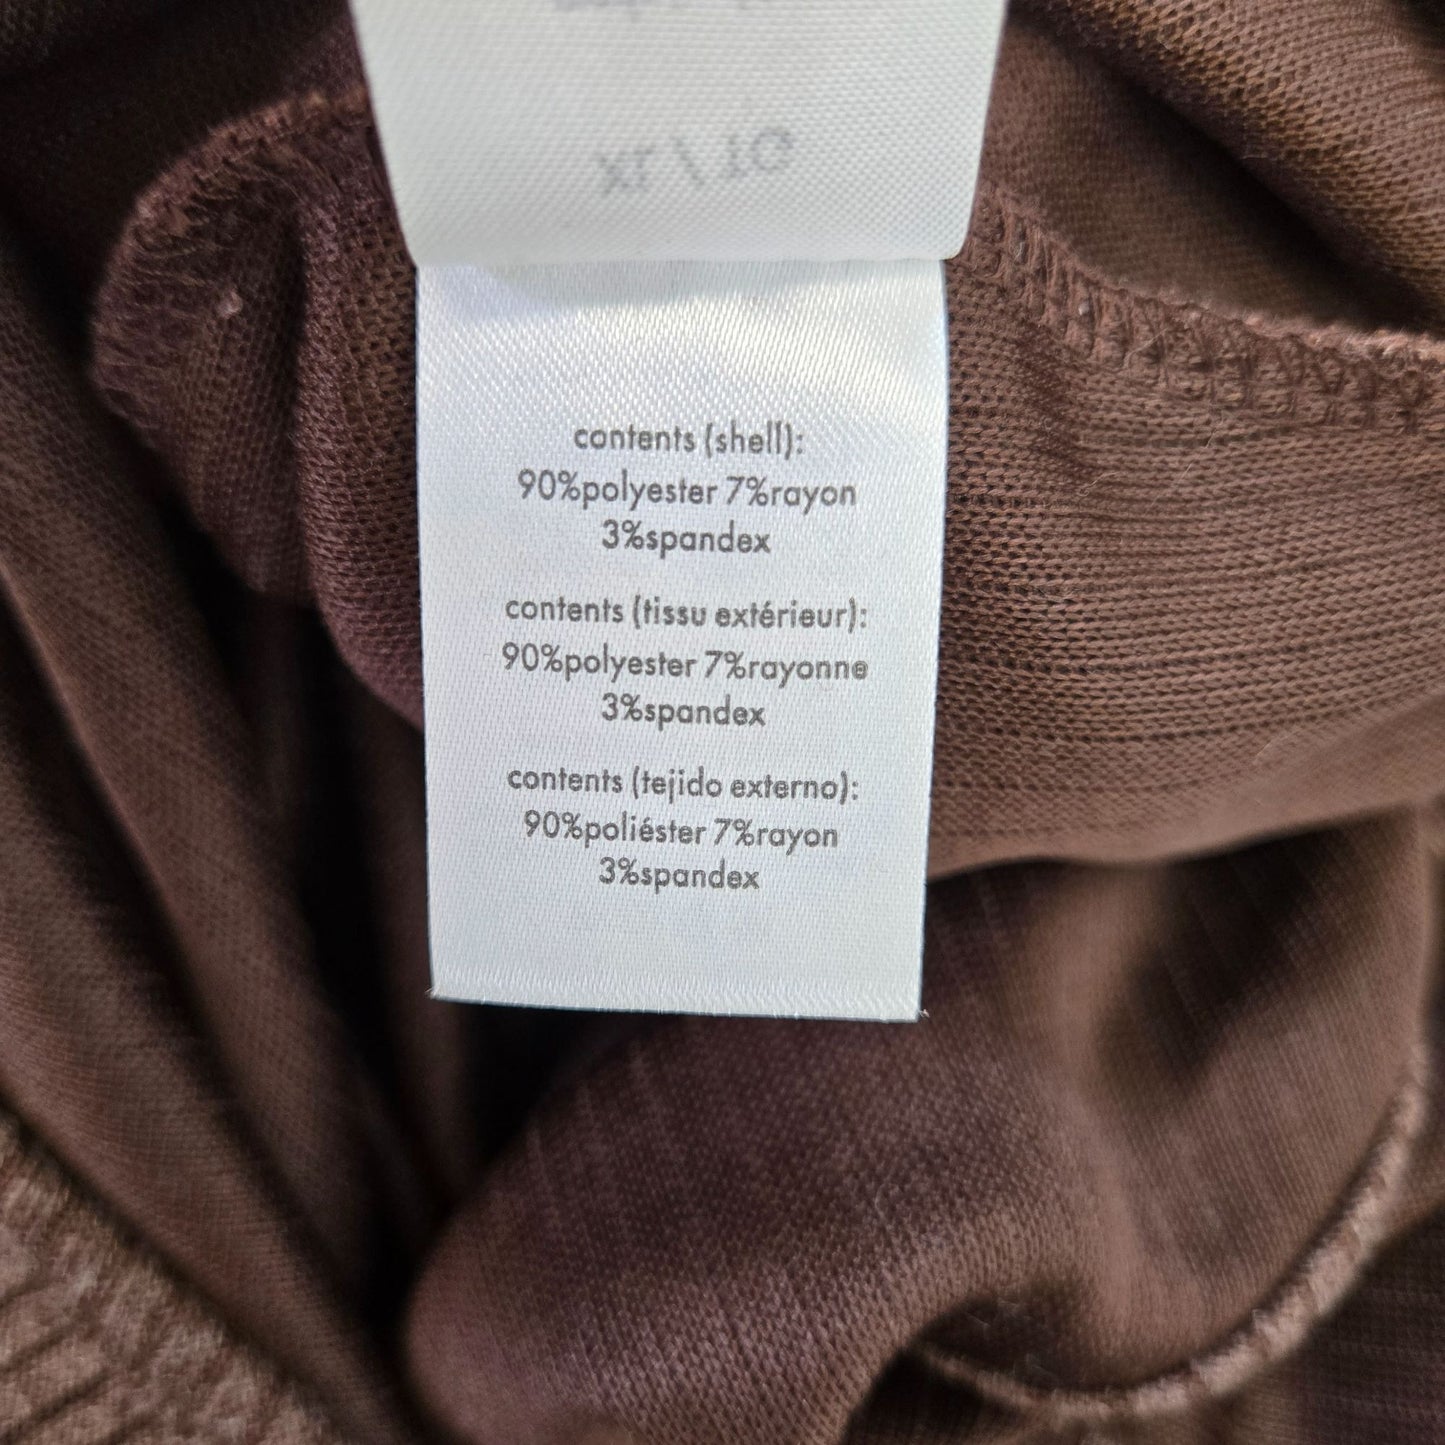 contents (shell):
90%polyester 7%rayon
3%spandex
contents (tissu extérieur):
90%polyester 7%rayonne
3%spandex
contents (tejido externo):
90%poliéster 7%rayon
3%spandex